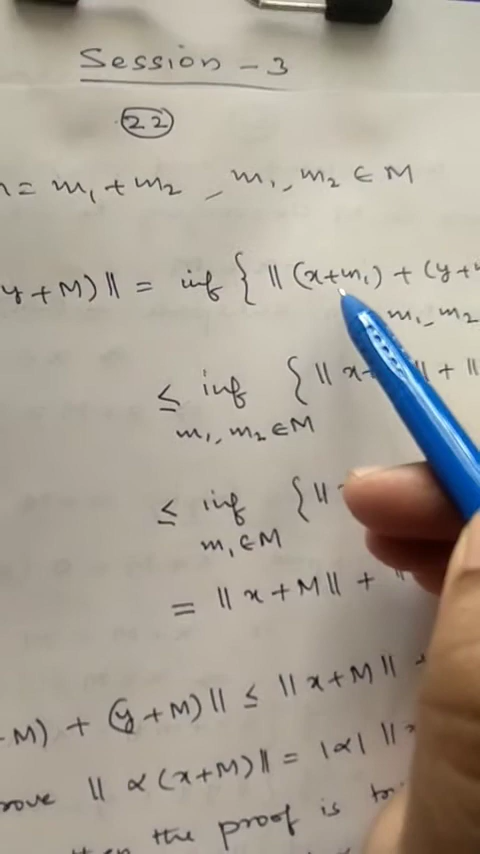 Session - 3
22
= m₁ + m₂ , m₁, m₂ ∈ M
y + M) || = inf { || (x+m₁) + (y+
m₁, m₂
≤ inf { || x+ || + ||
m₁, m₂ ∈ M
≤ inf { ||
m₁ ∈ M
= || x + M || +
M) + (y + M) || ≤ || x + M ||
|| α (x+M) || = |α| ||
the proof is